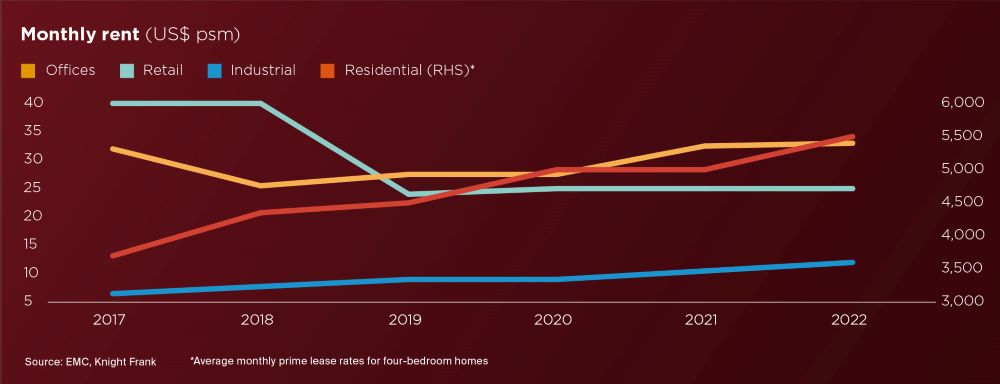 Monthly rent (US$ psm)
Offices Retail Industrial Residential (RHS)*
40 6,000
35 5,500
30 5,000
25 4,500
20 4,000
15 3,500
10 3,000
5
2017 2018 2019 2020 2021 2022
Source: EMC, Knight Frank *Average monthly prime lease rates for four-bedroom homes